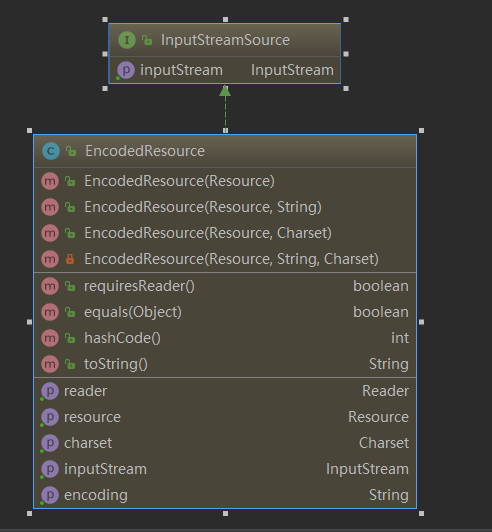 I InputStreamSource
p inputStream InputStream
C EncodedResource
m EncodedResource(Resource)
m EncodedResource(Resource, String)
m EncodedResource(Resource, Charset)
m EncodedResource(Resource, String, Charset)
m requiresReader() boolean
m equals(Object) boolean
m hashCode() int
m toString() String
p reader Reader
p resource Resource
p charset Charset
p inputStream InputStream
p encoding String